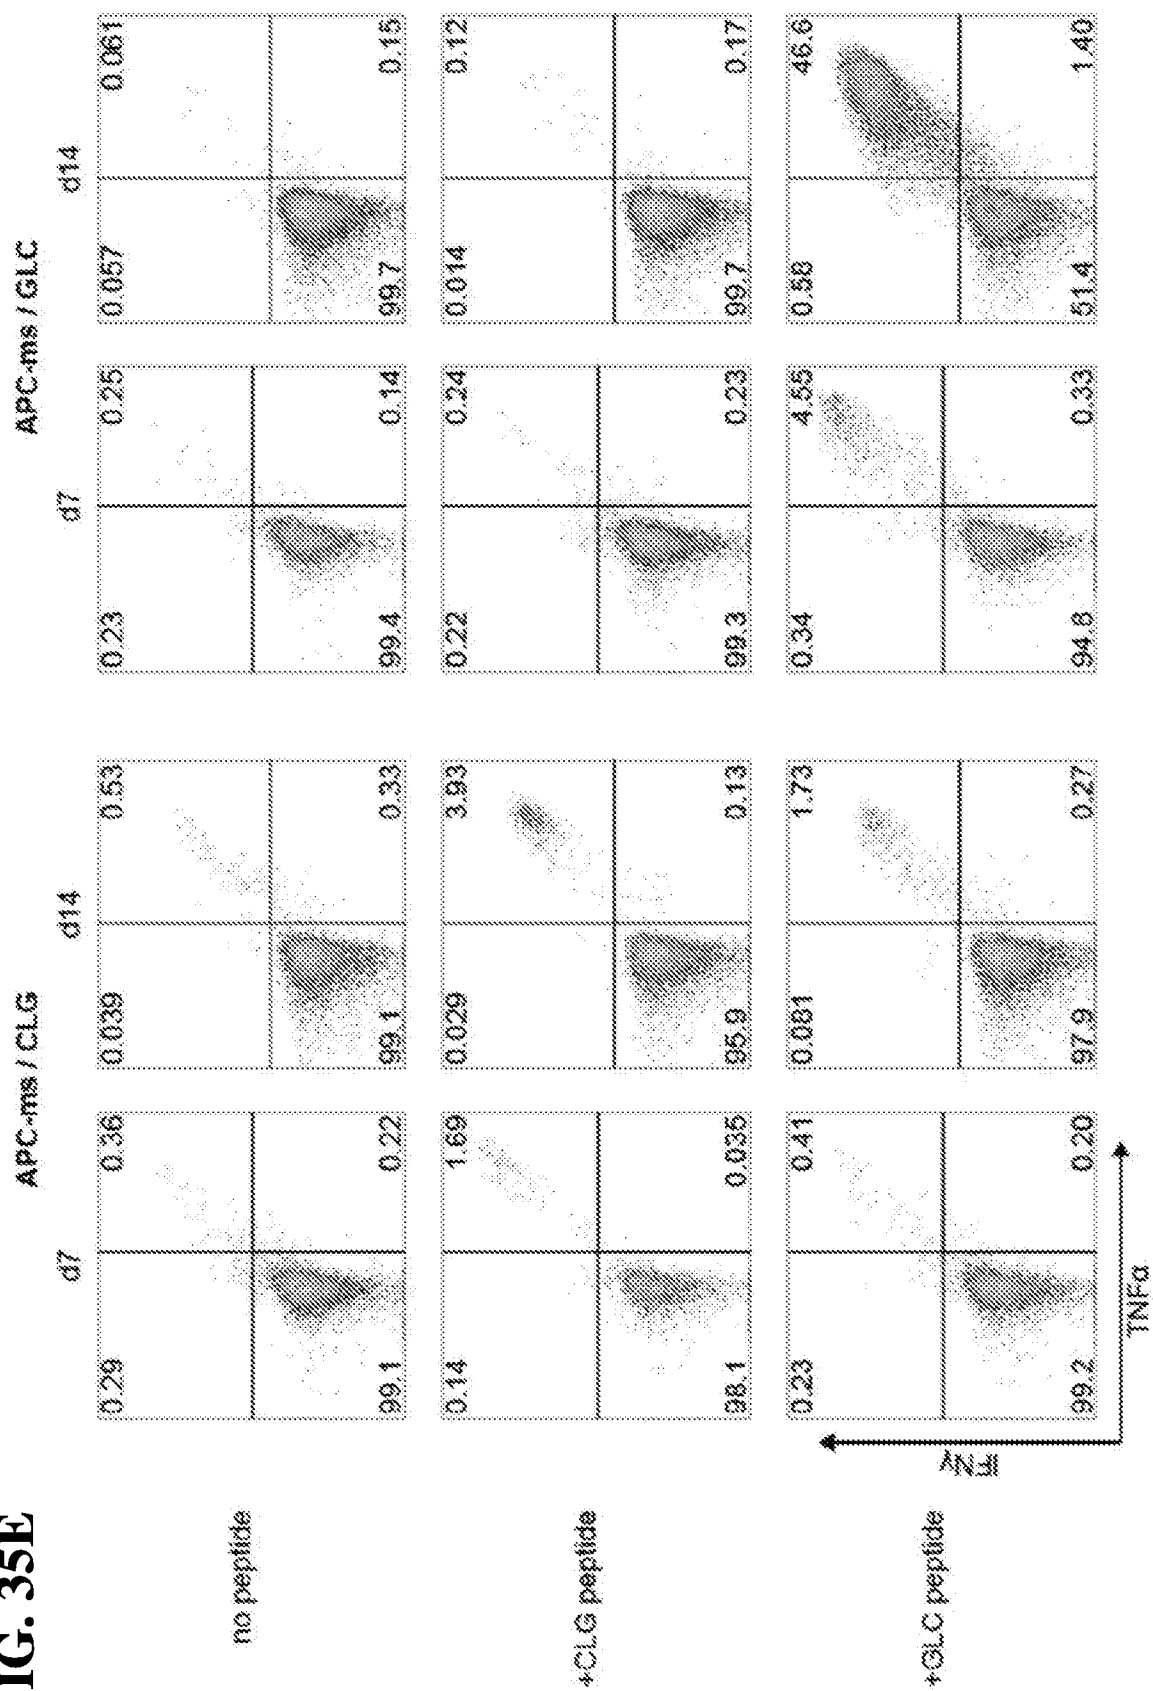 IG. 35E
APC-ms / CLG
APC-ms / GLC
d7
d14
d7
d14
no peptide
0.29 0.36
99.1 0.22
0.039 0.53
99.1 0.33
0.23 0.25
99.4 0.14
0.057 0.061
99.7 0.15
+CLG peptide
0.14 1.69
98.1 0.035
0.029 3.93
95.9 0.13
0.22 0.24
99.3 0.23
0.014 0.12
99.7 0.17
+GLC peptide
0.23 0.41
99.2 0.20
0.081 1.73
97.9 0.27
0.34 4.55
94.8 0.33
0.58 46.6
51.4 1.40
IFNγ
TNFα